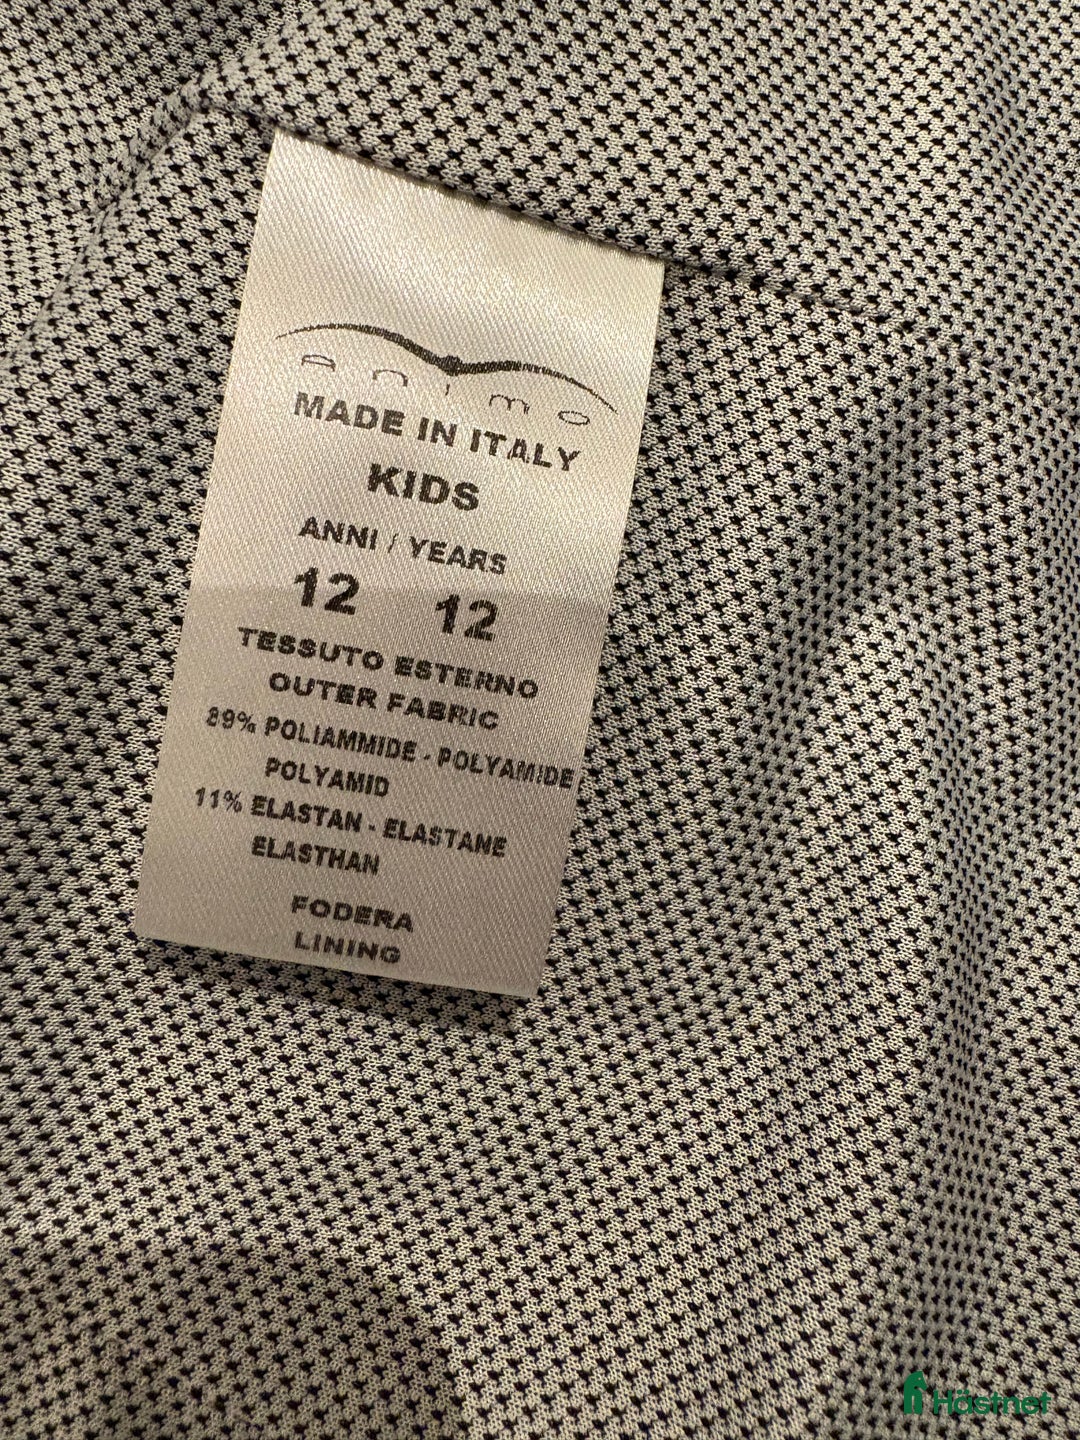 animo
MADE IN ITALY
KIDS
ANNI / YEARS
12 12
TESSUTO ESTERNO
OUTER FABRIC
89% POLIAMMIDE - POLYAMIDE
POLYAMID
11% ELASTAN - ELASTANE
ELASTHAN
FODERA
LINING
Hästnet